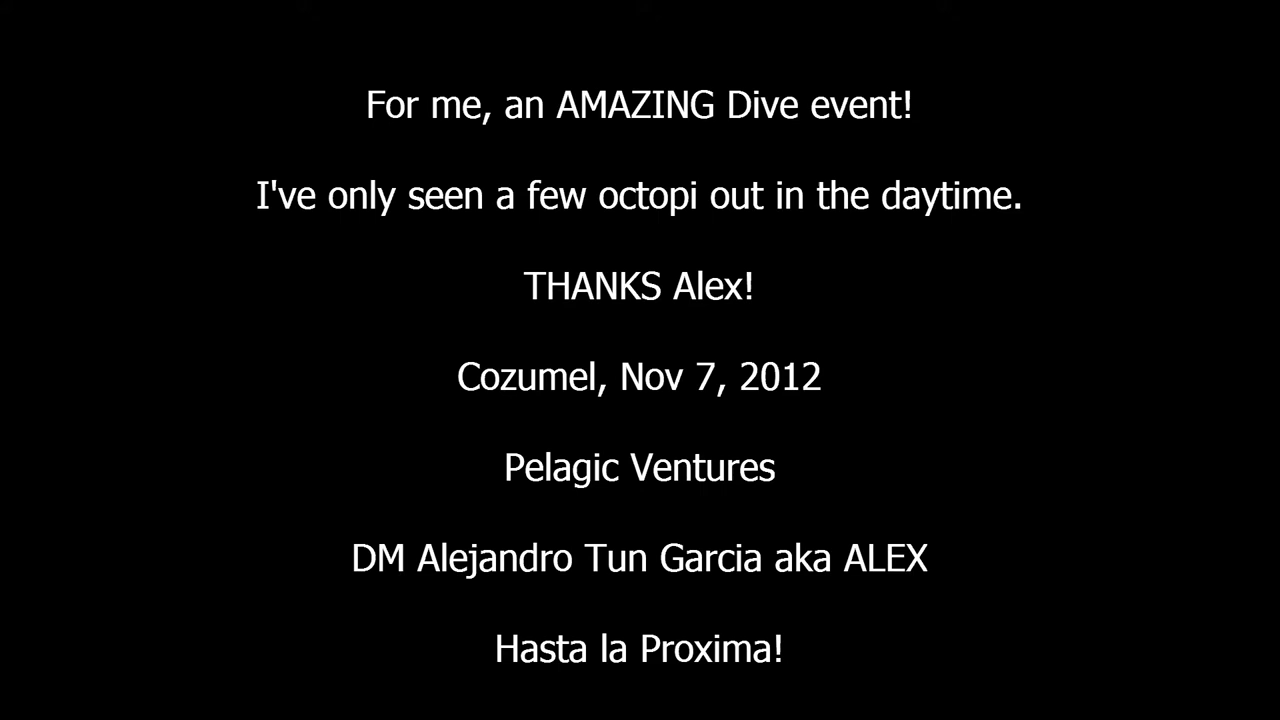 For me, an AMAZING Dive event!
I've only seen a few octopi out in the daytime.
THANKS Alex!
Cozumel, Nov 7, 2012
Pelagic Ventures
DM Alejandro Tun Garcia aka ALEX
Hasta la Proxima!